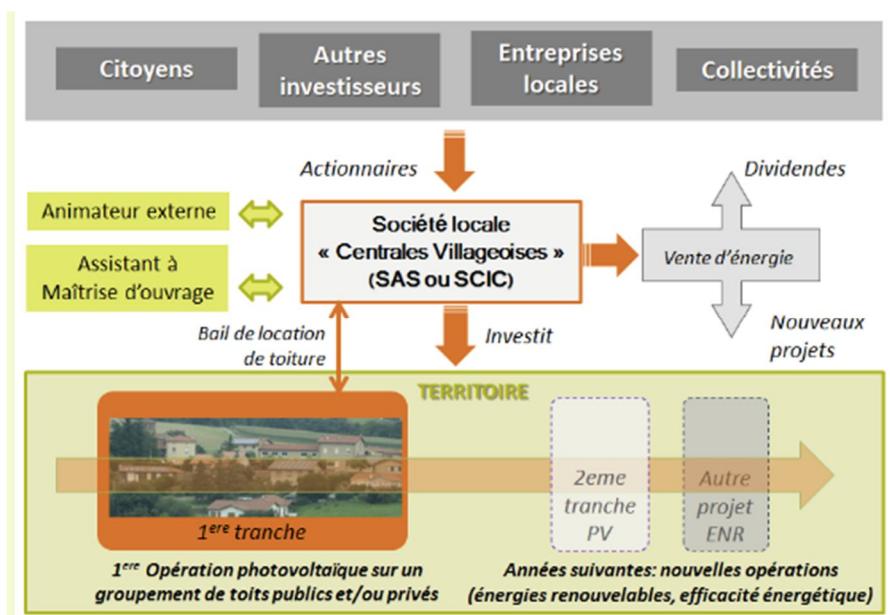 Citoyens
Autres
investisseurs
Entreprises
locales
Collectivités
Actionnaires
Dividendes
Animateur externe
Société locale
« Centrales Villageoises »
(SAS ou SCIC)
Vente d'énergie
Assistant à
Maîtrise d'ouvrage
Bail de location
de toiture
Investit
Nouveaux
projets
TERRITOIRE
2eme
tranche
PV
Autre
projet
ENR
1ere tranche
1ere Opération photovoltaïque sur un
groupement de toits publics et/ou privés
Années suivantes: nouvelles opérations
(énergies renouvelables, efficacité énergétique)